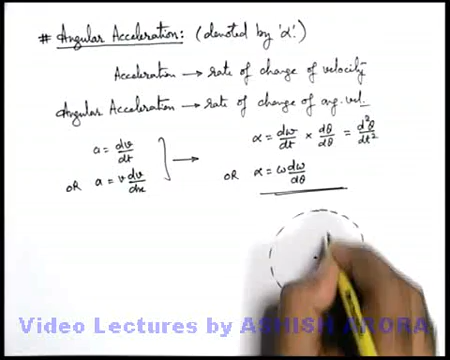 # Angular Acceleration: (denoted by 'α'.)
Acceleration → rate of change of velocity
Angular Acceleration → rate of change of ang. vel.
a = dv/dt → α = dω/dt × dθ/dθ = d²θ/dt²
OR a = v dv/dx OR α = ω dω/dθ
Video Lectures by ASHISH ARORA